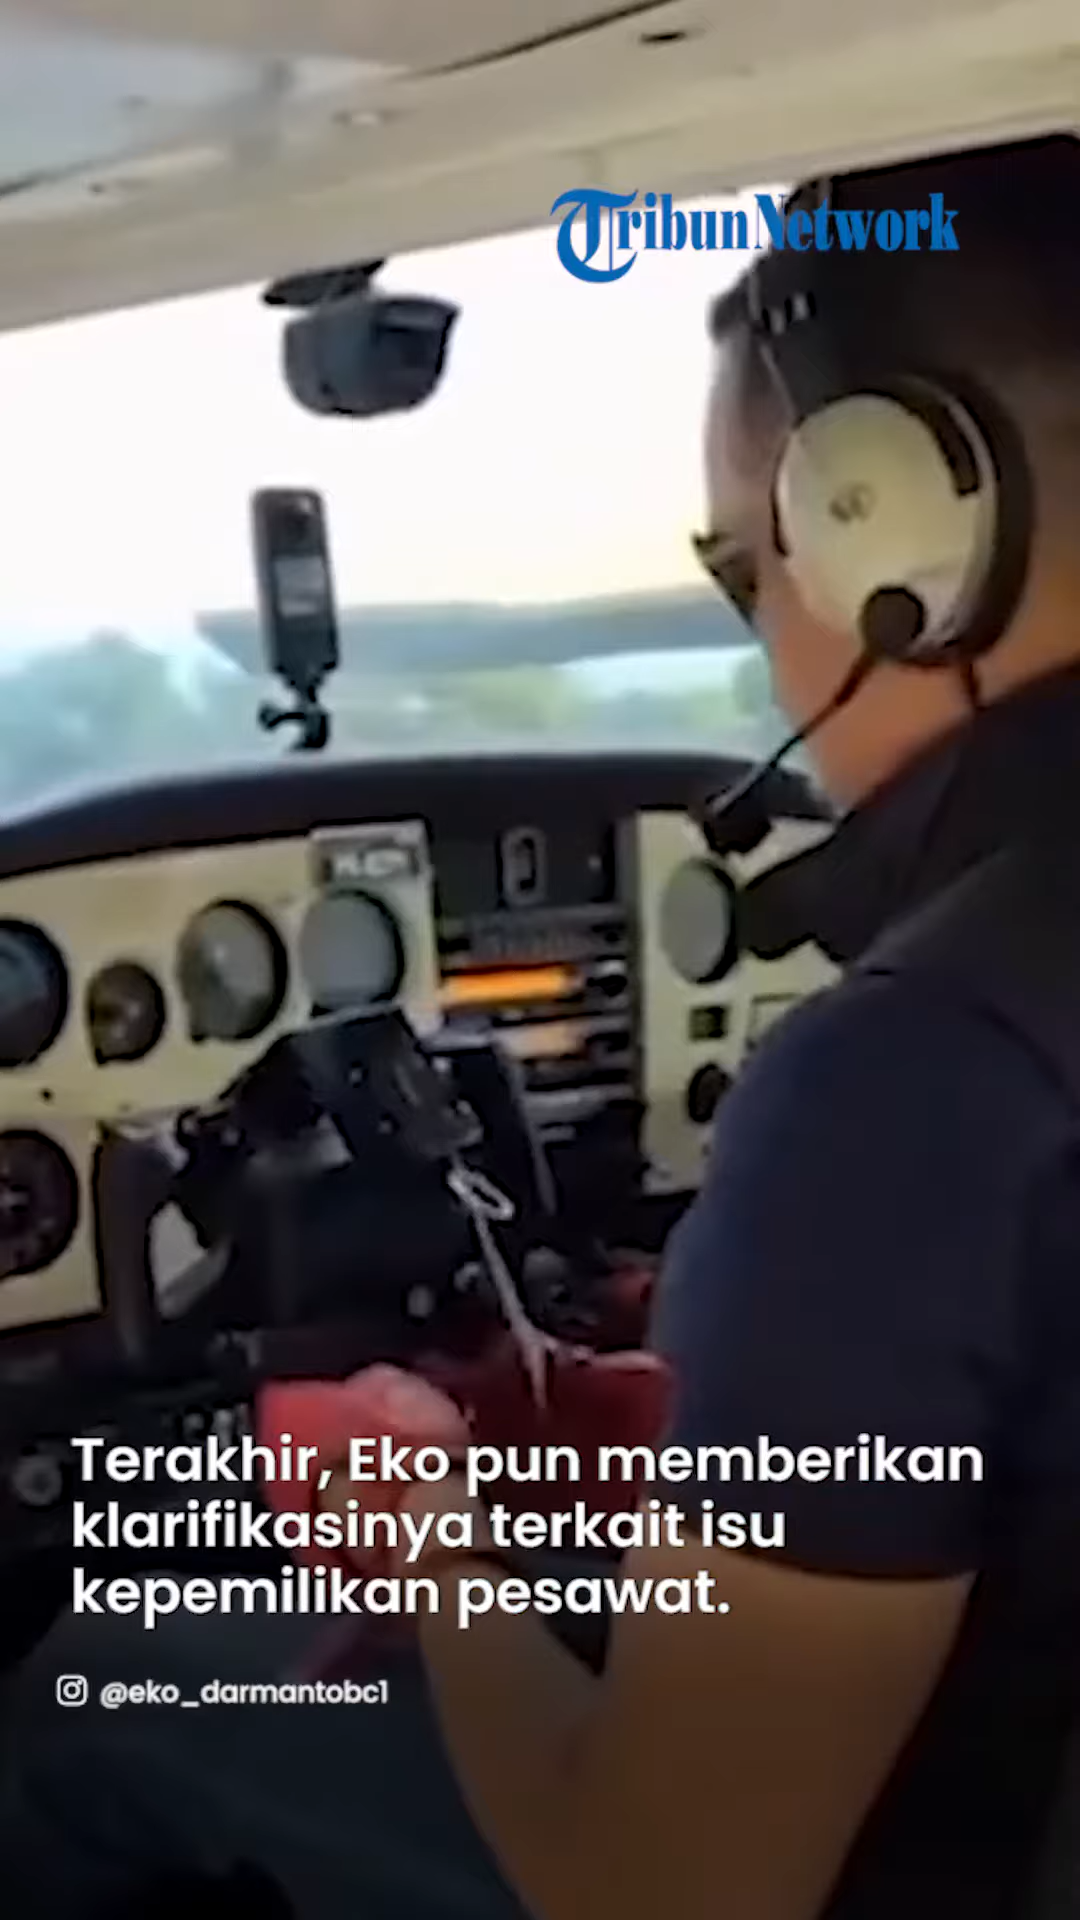 TribunNetwork
Terakhir, Eko pun memberikan
klarifikasinya terkait isu
kepemilikan pesawat.
@eko_darmantobc1